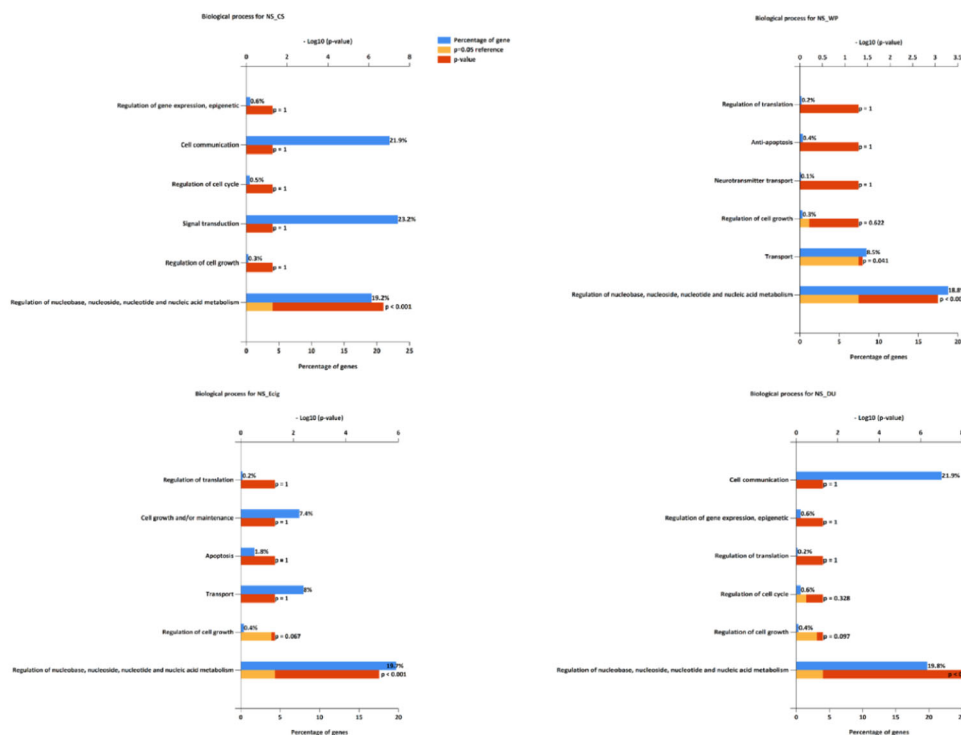 Biological process for NS_CS
- Log10 (p-value)
0 2 4 6 8
Percentage of gene
p=0.05 reference
p-value
Regulation of gene expression, epigenetic
0.6%
p = 1
Cell communication
21.9%
p = 1
Regulation of cell cycle
0.5%
p = 1
Signal transduction
23.2%
p = 1
Regulation of cell growth
0.3%
p = 1
Regulation of nucleobase, nucleoside, nucleotide and nucleic acid metabolism
19.2%
p < 0.001
0 5 10 15 20 25
Percentage of genes
Biological process for NS_WP
- Log10 (p-value)
0 0.5 1 1.5 2 2.5 3 3.5
Regulation of translation
0.2%
p = 1
Anti-apoptosis
0.4%
p = 1
Neurotransmitter transport
0.1%
p = 1
Regulation of cell growth
0.3%
p = 0.622
Transport
8.5%
p = 0.041
Regulation of nucleobase, nucleoside, nucleotide and nucleic acid metabolism
18.8%
p < 0.00
0 5 10 15 20
Percentage of genes
Biological process for NS_Ecig
- Log10 (p-value)
0 2 4 6
Regulation of translation
0.2%
p = 1
Cell growth and/or maintenance
7.4%
p = 1
Apoptosis
1.8%
p = 1
Transport
8%
p = 1
Regulation of cell growth
0.4%
p = 0.067
Regulation of nucleobase, nucleoside, nucleotide and nucleic acid metabolism
19.7%
p < 0.001
0 5 10 15 20
Percentage of genes
Biological process for NS_DU
- Log10 (p-value)
0 2 4 6 8
Cell communication
21.9%
p = 1
Regulation of gene expression, epigenetic
0.6%
p = 1
Regulation of translation
0.2%
p = 1
Regulation of cell cycle
0.6%
p = 0.328
Regulation of cell growth
0.4%
p = 0.097
Regulation of nucleobase, nucleoside, nucleotide and nucleic acid metabolism
19.8%
p <
0 5 10 15 20
Percentage of genes